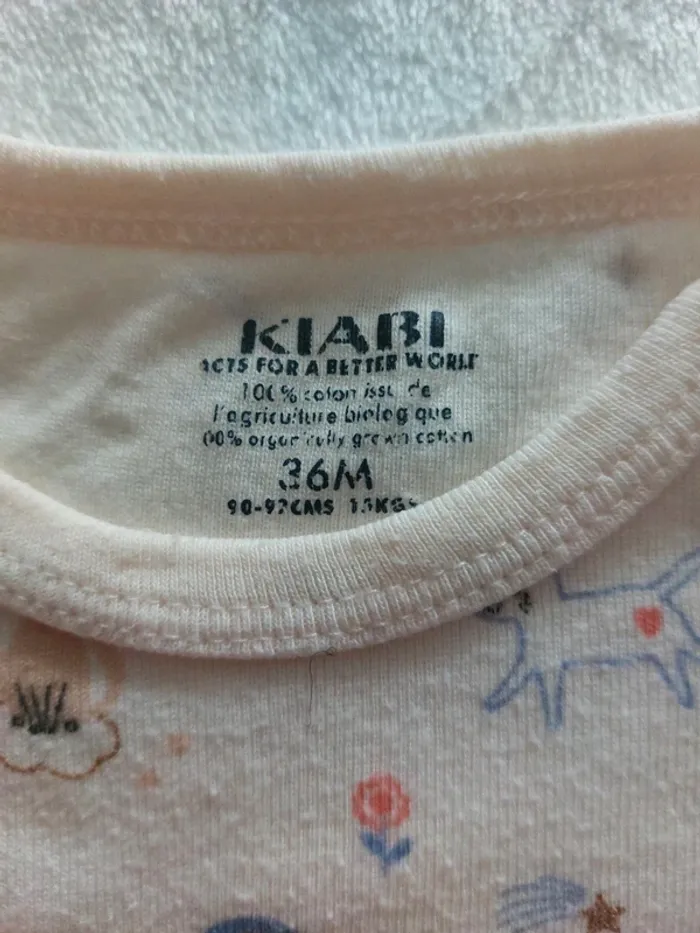 KIABI
ACTS FOR A BETTER WORLD
100% coton issu de
l'agriculture biologique
100% organically grown cotton
36M
90-97CMS 15KGS